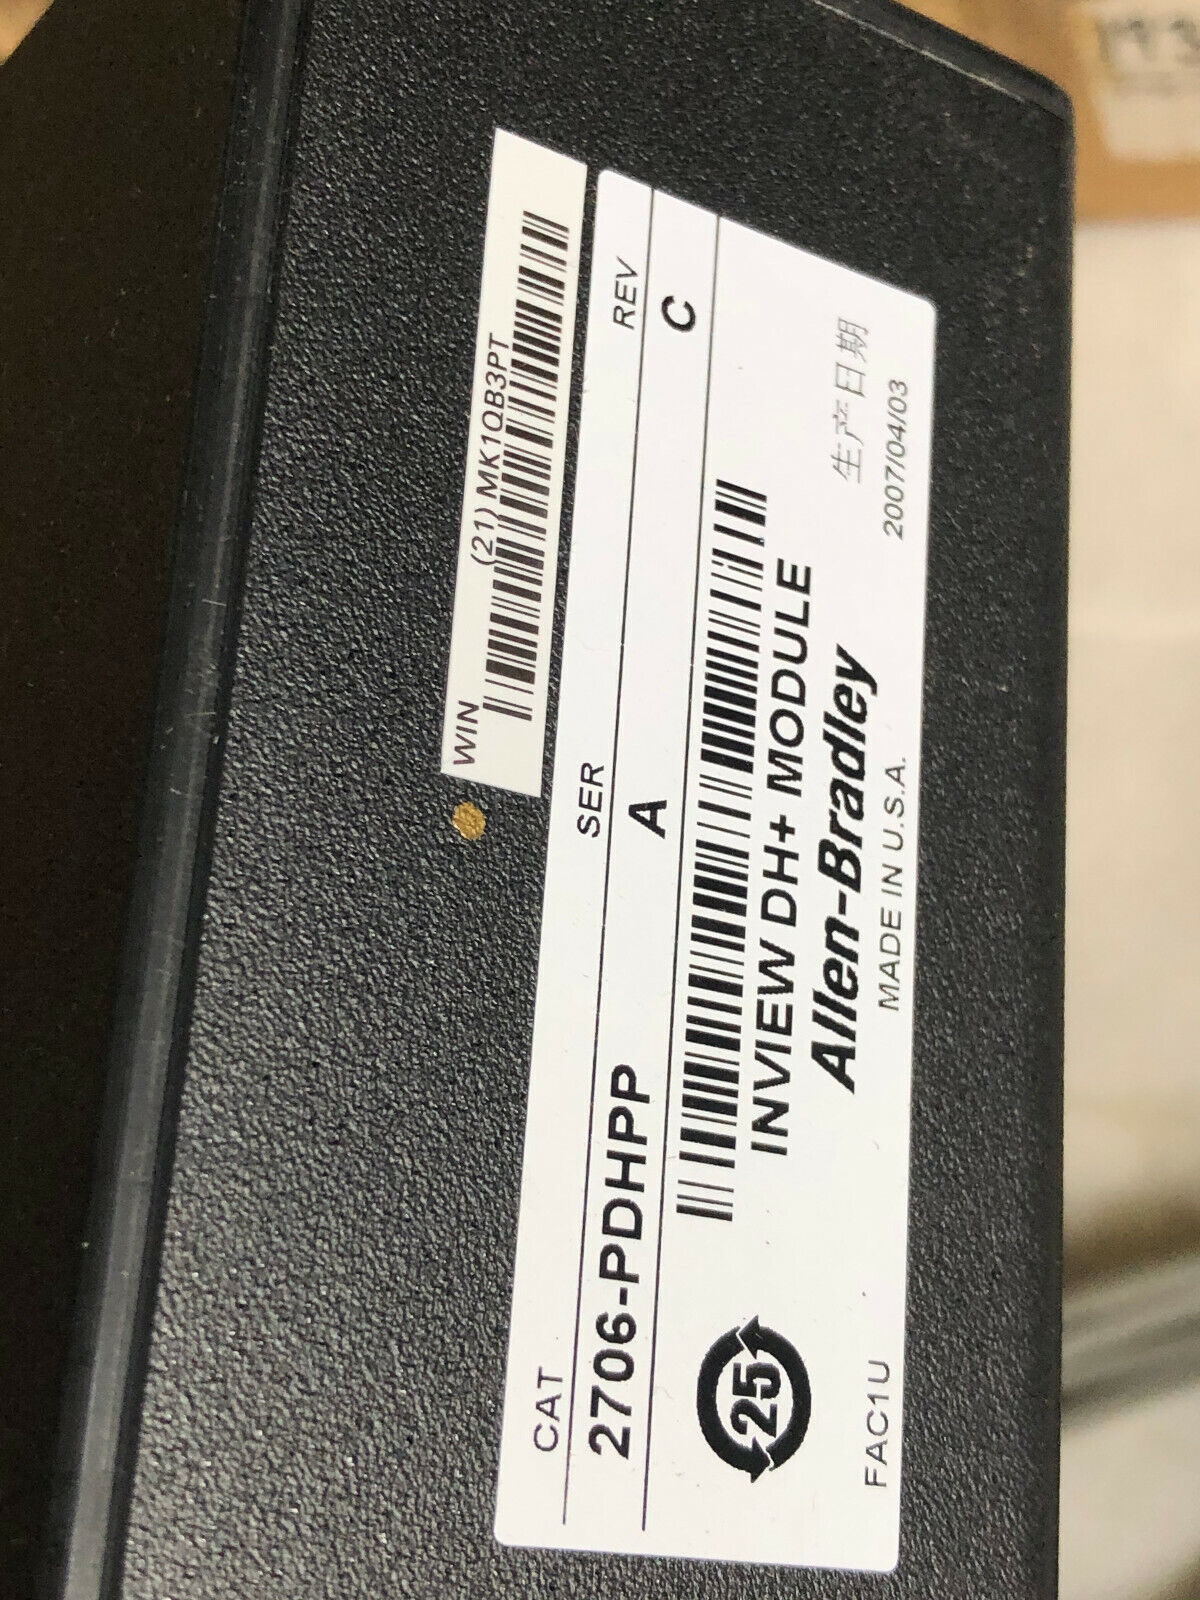 WIN
(21) MK1QB3PT
CAT SER REV
2706-PDHPP A C
25
INVIEW DH+ MODULE
Allen-Bradley
生产日期
FAC1U MADE IN U.S.A. 2007/04/03